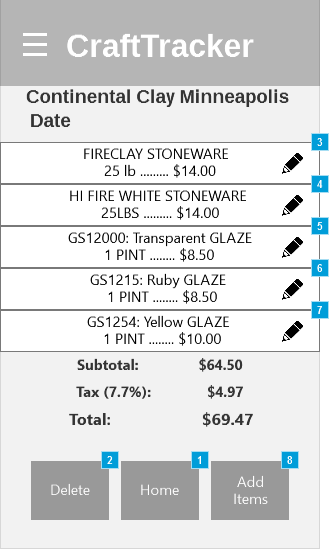 CraftTracker
Continental Clay Minneapolis
Date
3
FIRECLAY STONEWARE
25 lb ......... $14.00
4
HI FIRE WHITE STONEWARE
25LBS ......... $14.00
5
GS12000: Transparent GLAZE
1 PINT ........ $8.50
6
GS1215: Ruby GLAZE
1 PINT ........ $8.50
7
GS1254: Yellow GLAZE
1 PINT ........ $10.00
Subtotal: $64.50
Tax (7.7%): $4.97
Total: $69.47
2 1 8
Delete Home Add Items